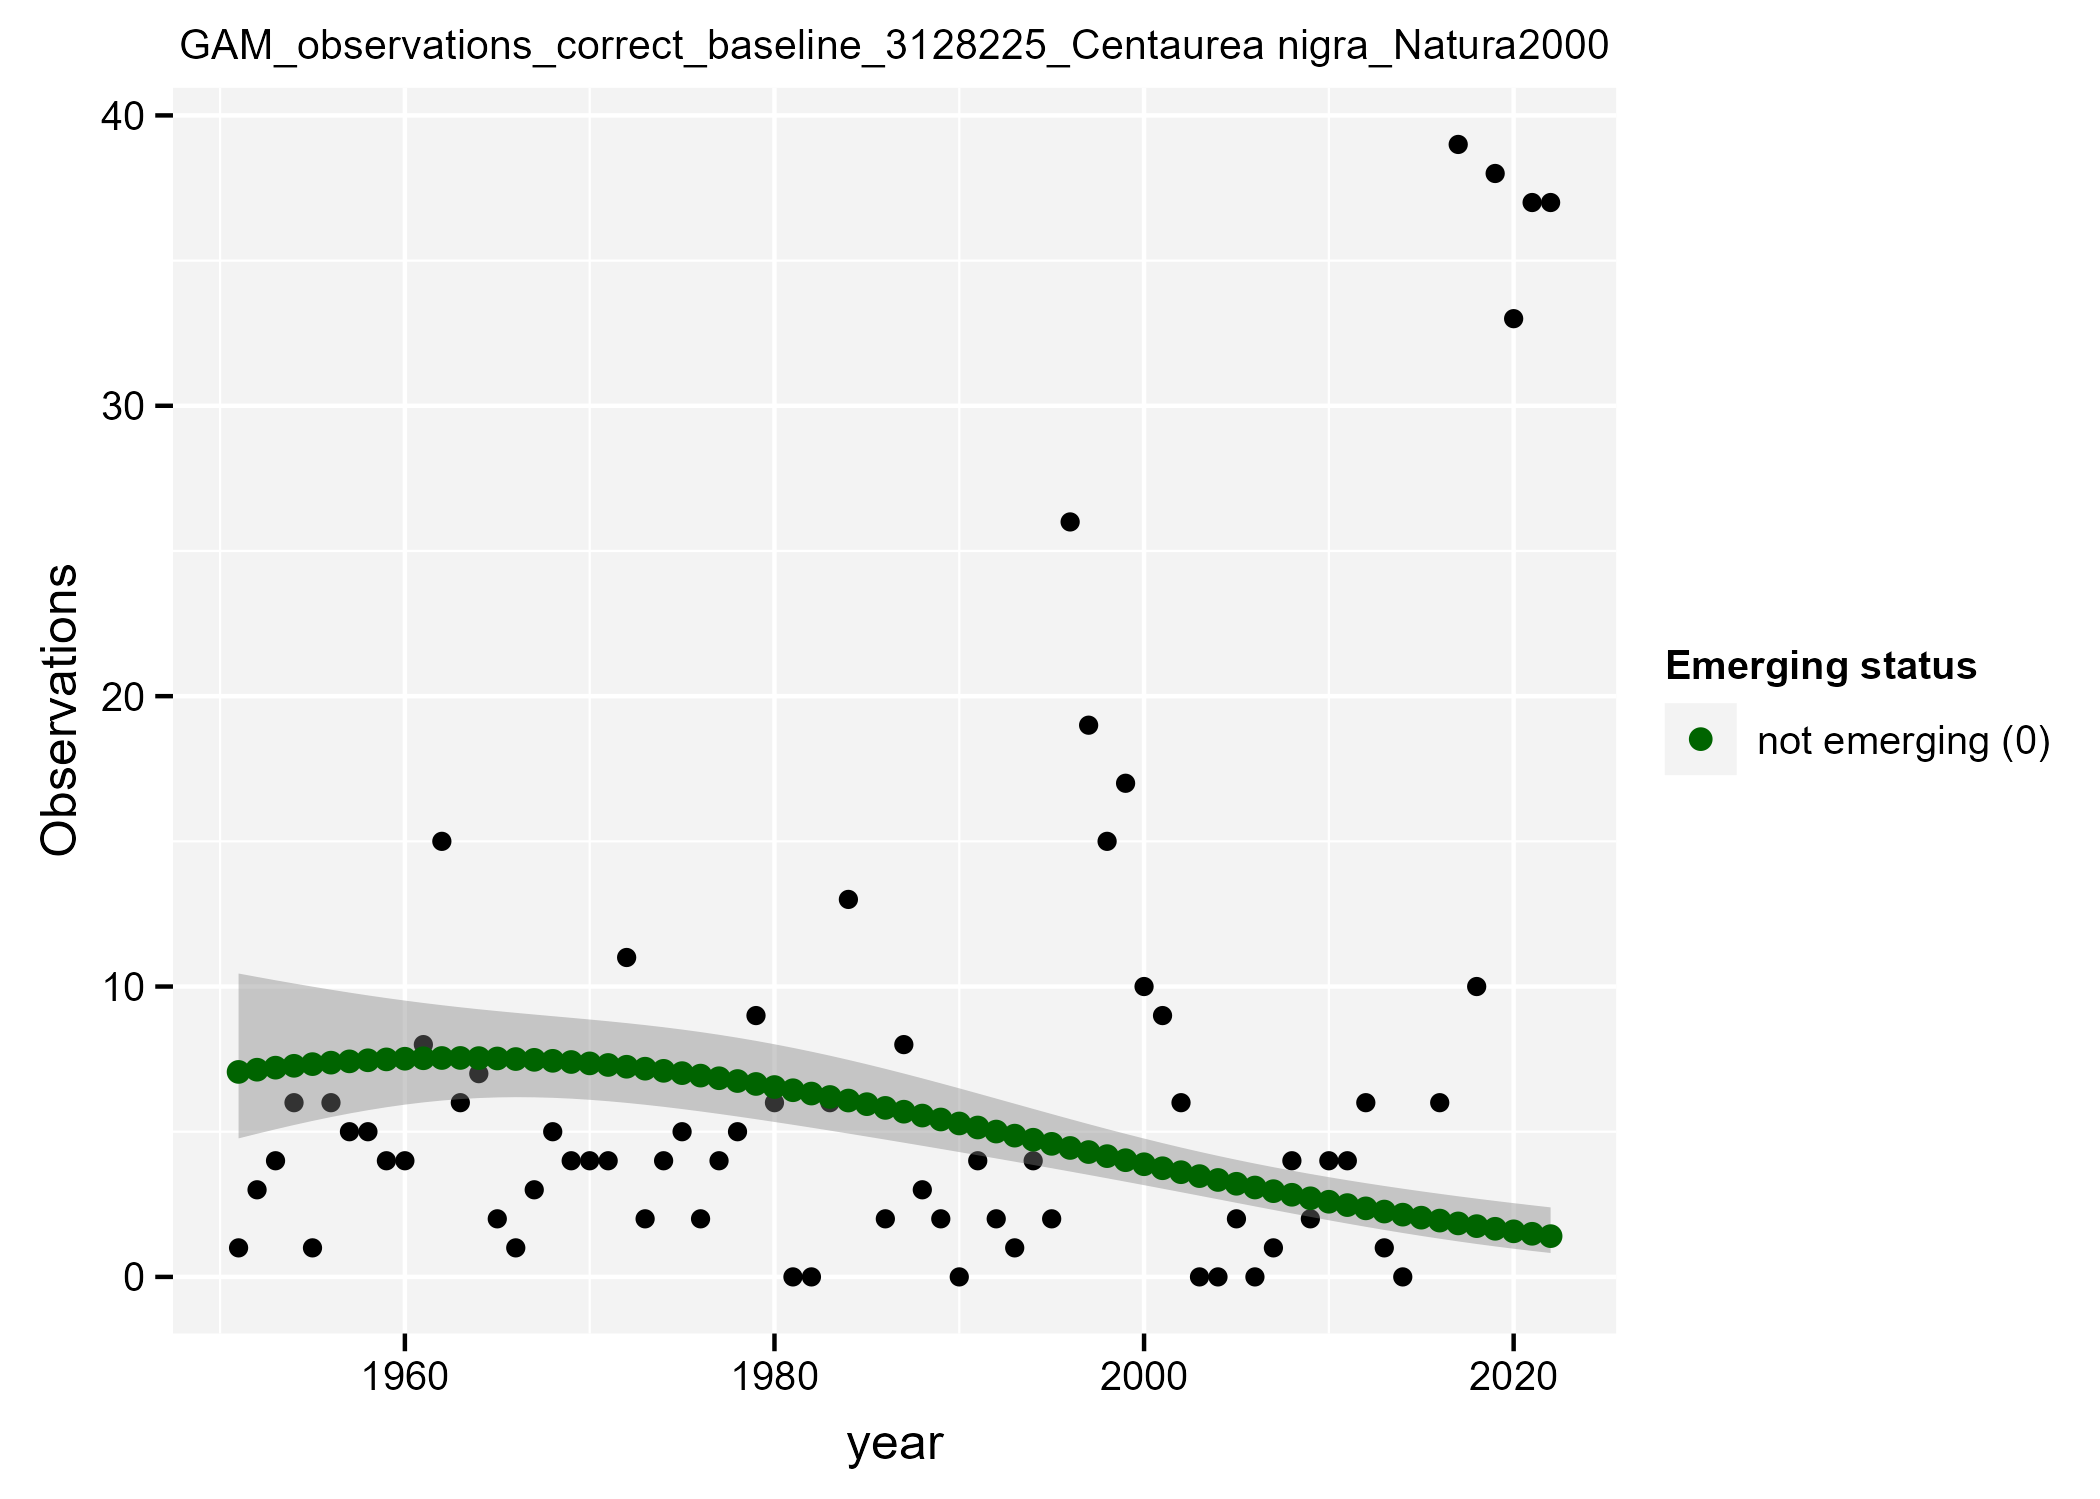 GAM_observations_correct_baseline_3128225_Centaurea nigra_Natura2000
40
30
20
10
0
Observations
1960
1980
2000
2020
year
Emerging status
not emerging (0)